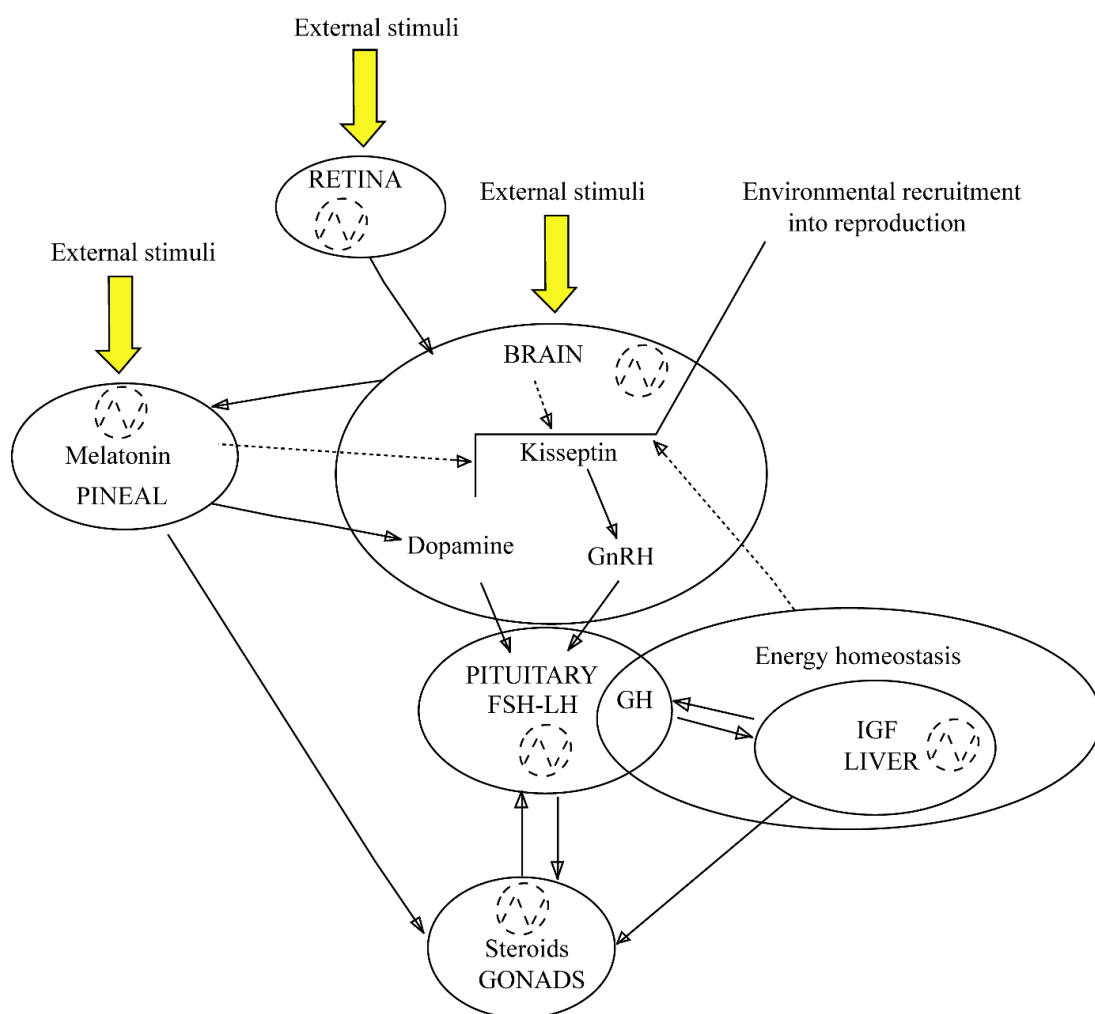 External stimuli
RETINA
External stimuli
Environmental recruitment
into reproduction
External stimuli
BRAIN
Kisseptin
Melatonin
PINEAL
Dopamine
GnRH
PITUITARY
FSH-LH
GH
Energy homeostasis
IGF
LIVER
Steroids
GONADS